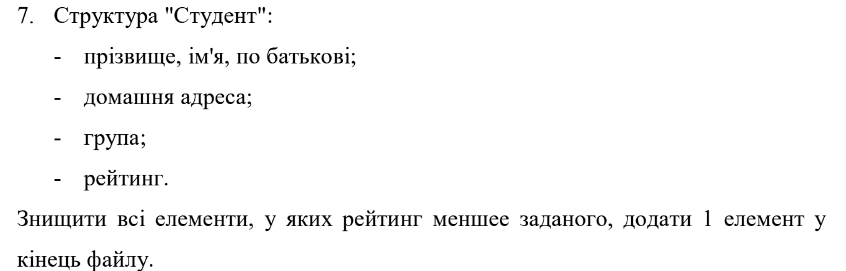 7. Структура "Студент":
- прізвище, ім'я, по батькові;
- домашня адреса;
- група;
- рейтинг.
Знищити всі елементи, у яких рейтинг меншее заданого, додати 1 елемент у
кінець файлу.